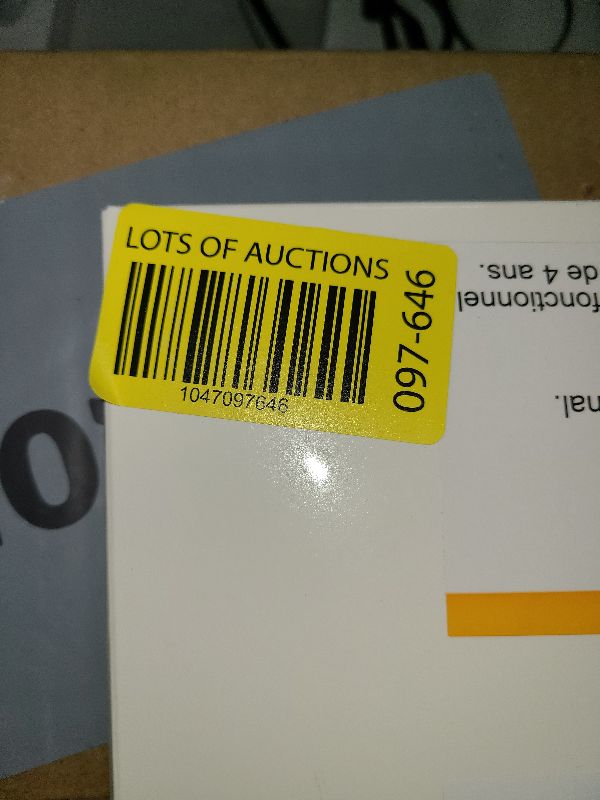 LOTS OF AUCTIONS
1047097646
097-646
de 4 ans.
fonctionnel
nal.